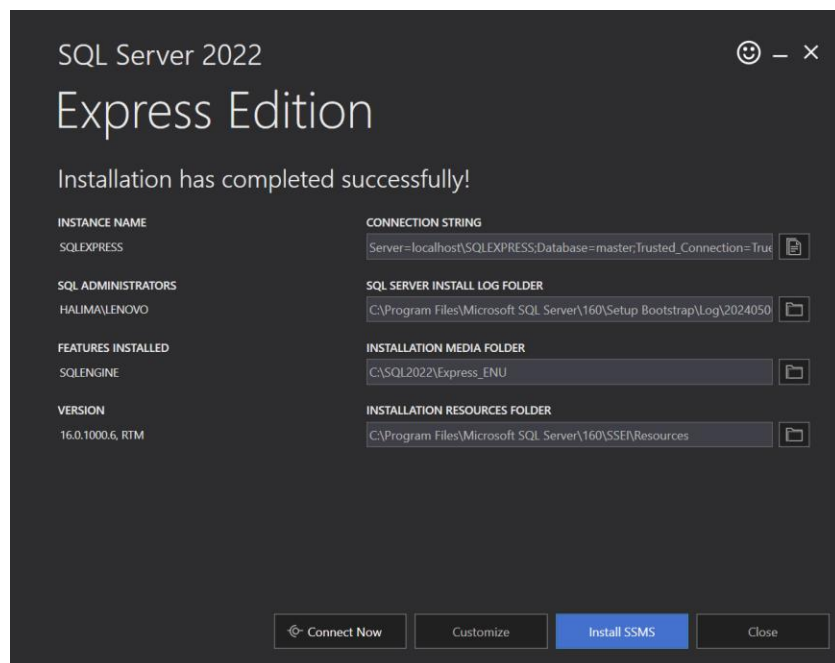 SQL Server 2022
Express Edition
Installation has completed successfully!
INSTANCE NAME
SQLEXPRESS
CONNECTION STRING
Server=localhost\SQLEXPRESS;Database=master;Trusted_Connection=True
SQL ADMINISTRATORS
HALIMA\LENOVO
SQL SERVER INSTALL LOG FOLDER
C:\Program Files\Microsoft SQL Server\160\Setup Bootstrap\Log\2024050
FEATURES INSTALLED
SQLENGINE
INSTALLATION MEDIA FOLDER
C:\SQL2022\Express_ENU
VERSION
16.0.1000.6, RTM
INSTALLATION RESOURCES FOLDER
C:\Program Files\Microsoft SQL Server\160\SSEI\Resources
Connect Now
Customize
Install SSMS
Close